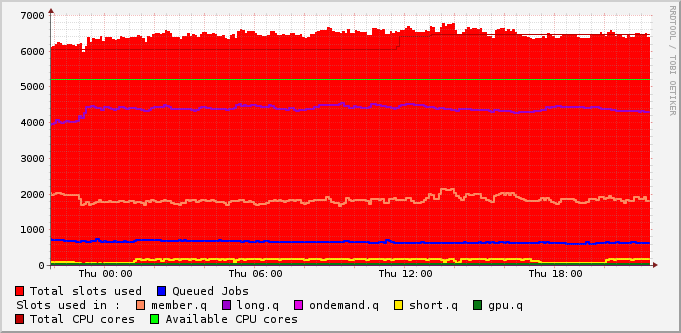 RRDTOOL / TOBI OETIKER
7000
6000
5000
4000
3000
2000
1000
0
Thu 00:00 Thu 06:00 Thu 12:00 Thu 18:00
Total slots used Queued Jobs
Slots used in : member.q long.q ondemand.q short.q gpu.q
Total CPU cores Available CPU cores